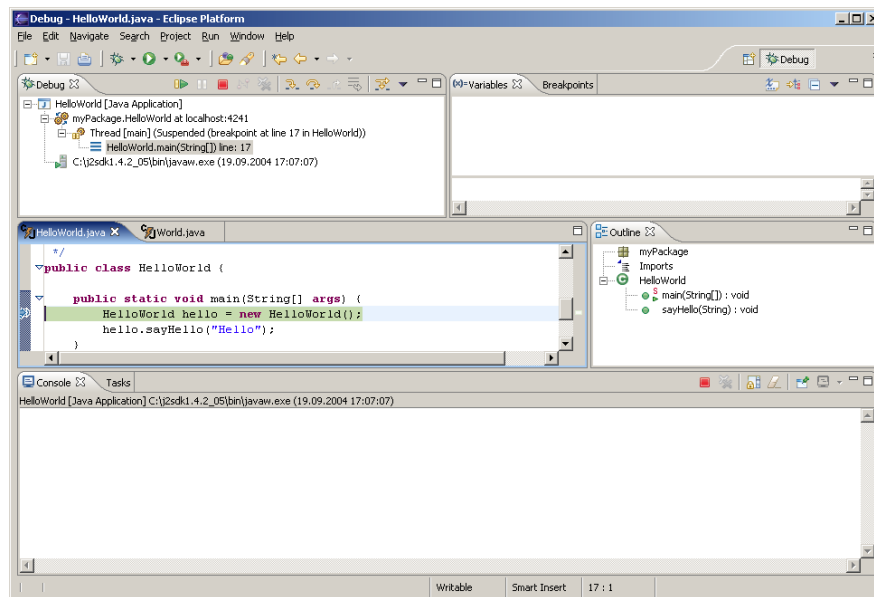 Debug - HelloWorld.java - Eclipse Platform
File Edit Navigate Search Project Run Window Help
Debug
Debug
HelloWorld [Java Application]
myPackage.HelloWorld at localhost:4241
Thread [main] (Suspended (breakpoint at line 17 in HelloWorld))
HelloWorld.main(String[]) line: 17
C:\j2sdk1.4.2_05\bin\javaw.exe (19.09.2004 17:07:07)
(x)= Variables Breakpoints
HelloWorld.java World.java
*/
public class HelloWorld {
public static void main(String[] args) {
HelloWorld hello = new HelloWorld();
hello.sayHello("Hello");
}
Outline
myPackage
Imports
HelloWorld
main(String[]) : void
sayHello(String) : void
Console Tasks
HelloWorld [Java Application] C:\j2sdk1.4.2_05\bin\javaw.exe (19.09.2004 17:07:07)
Writable Smart Insert 17 : 1